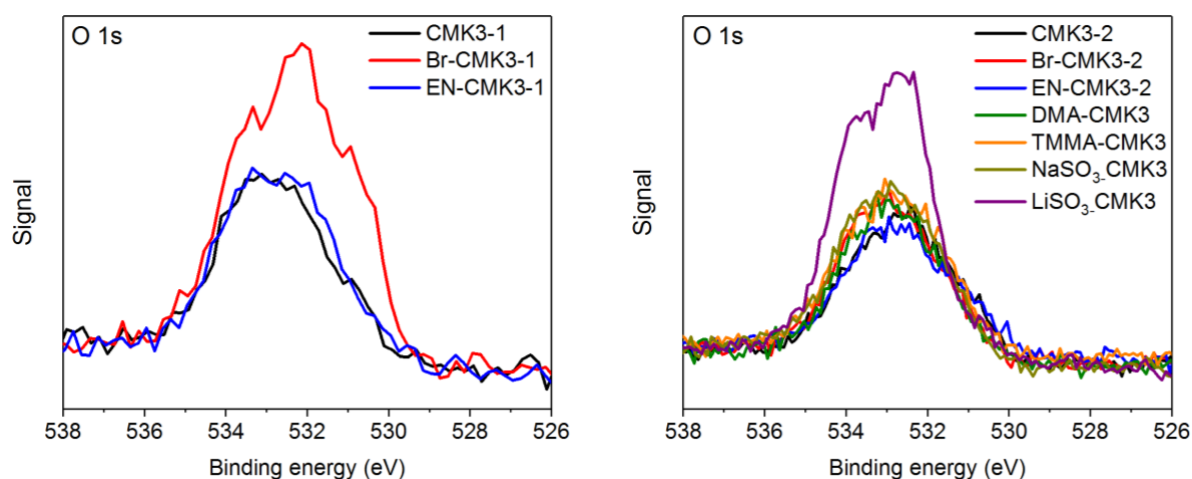 O 1s
CMK3-1
Br-CMK3-1
EN-CMK3-1
Signal
538 536 534 532 530 528 526
Binding energy (eV)
O 1s
CMK3-2
Br-CMK3-2
EN-CMK3-2
DMA-CMK3
TMMA-CMK3
NaSO3-CMK3
LiSO3-CMK3
Signal
538 536 534 532 530 528 526
Binding energy (eV)